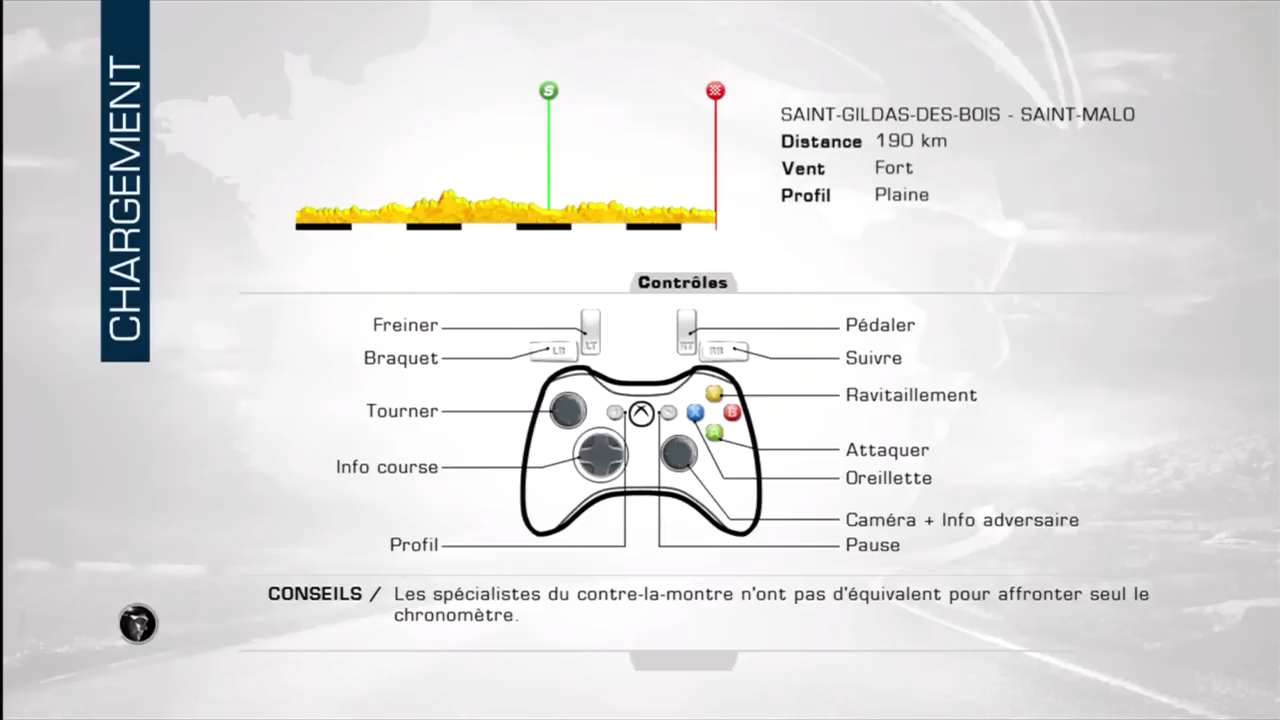 CHARGEMENT
S
SAINT-GILDAS-DES-BOIS - SAINT-MALO
Distance 190 km
Vent Fort
Profil Plaine
Contrôles
Freiner
LT
RT
Pédaler
Braquet
LB
RB
Suivre
Ravitaillement
Tourner
X
B
A
Attaquer
Info course
Oreillette
Caméra + Info adversaire
Profil
Pause
CONSEILS / Les spécialistes du contre-la-montre n'ont pas d'équivalent pour affronter seul le
chronomètre.